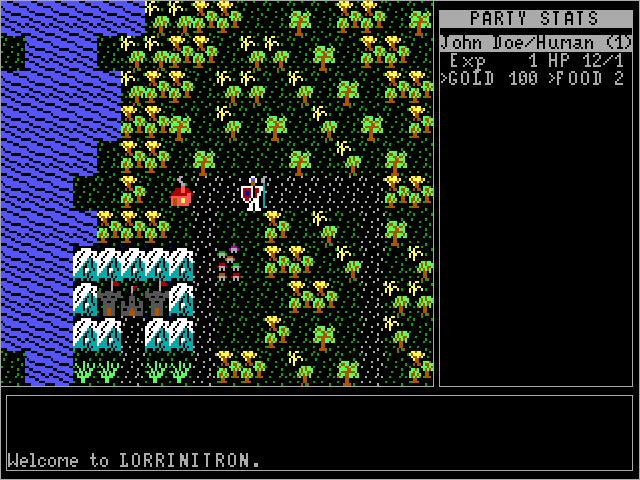 PARTY STATS
John Doe/Human (1)
Exp 1 HP 12/1
>GOLD 100 >FOOD 2
Welcome to LORRINITRON.